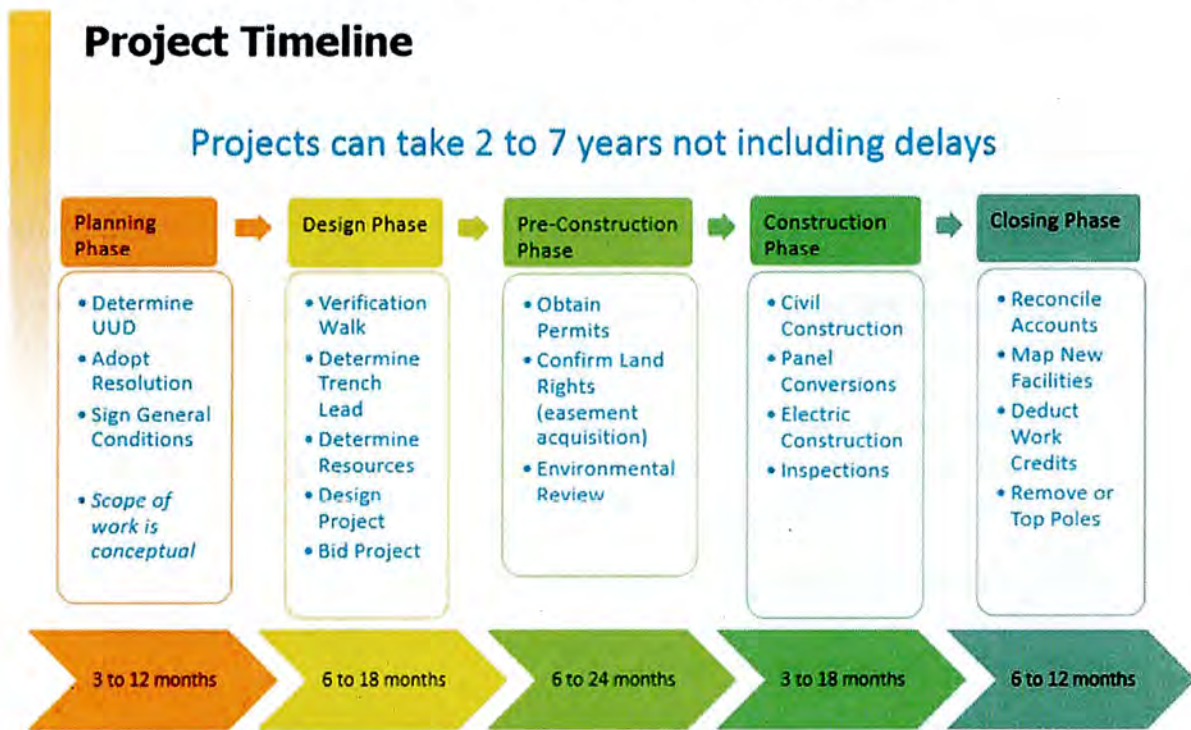 Project Timeline
Projects can take 2 to 7 years not including delays
Planning
Phase
• Determine
UUD
• Adopt
Resolution
• Sign General
Conditions
• Scope of
work is
conceptual
Design Phase
• Verification
Walk
• Determine
Trench
Lead
• Determine
Resources
• Design
Project
• Bid Project
Pre-Construction
Phase
• Obtain
Permits
• Confirm Land
Rights
(easement
acquisition)
• Environmental
Review
Construction
Phase
• Civil
Construction
• Panel
Conversions
• Electric
Construction
• Inspections
Closing Phase
• Reconcile
Accounts
• Map New
Facilities
• Deduct
Work
Credits
• Remove or
Top Poles
3 to 12 months
6 to 18 months
6 to 24 months
3 to 18 months
6 to 12 months